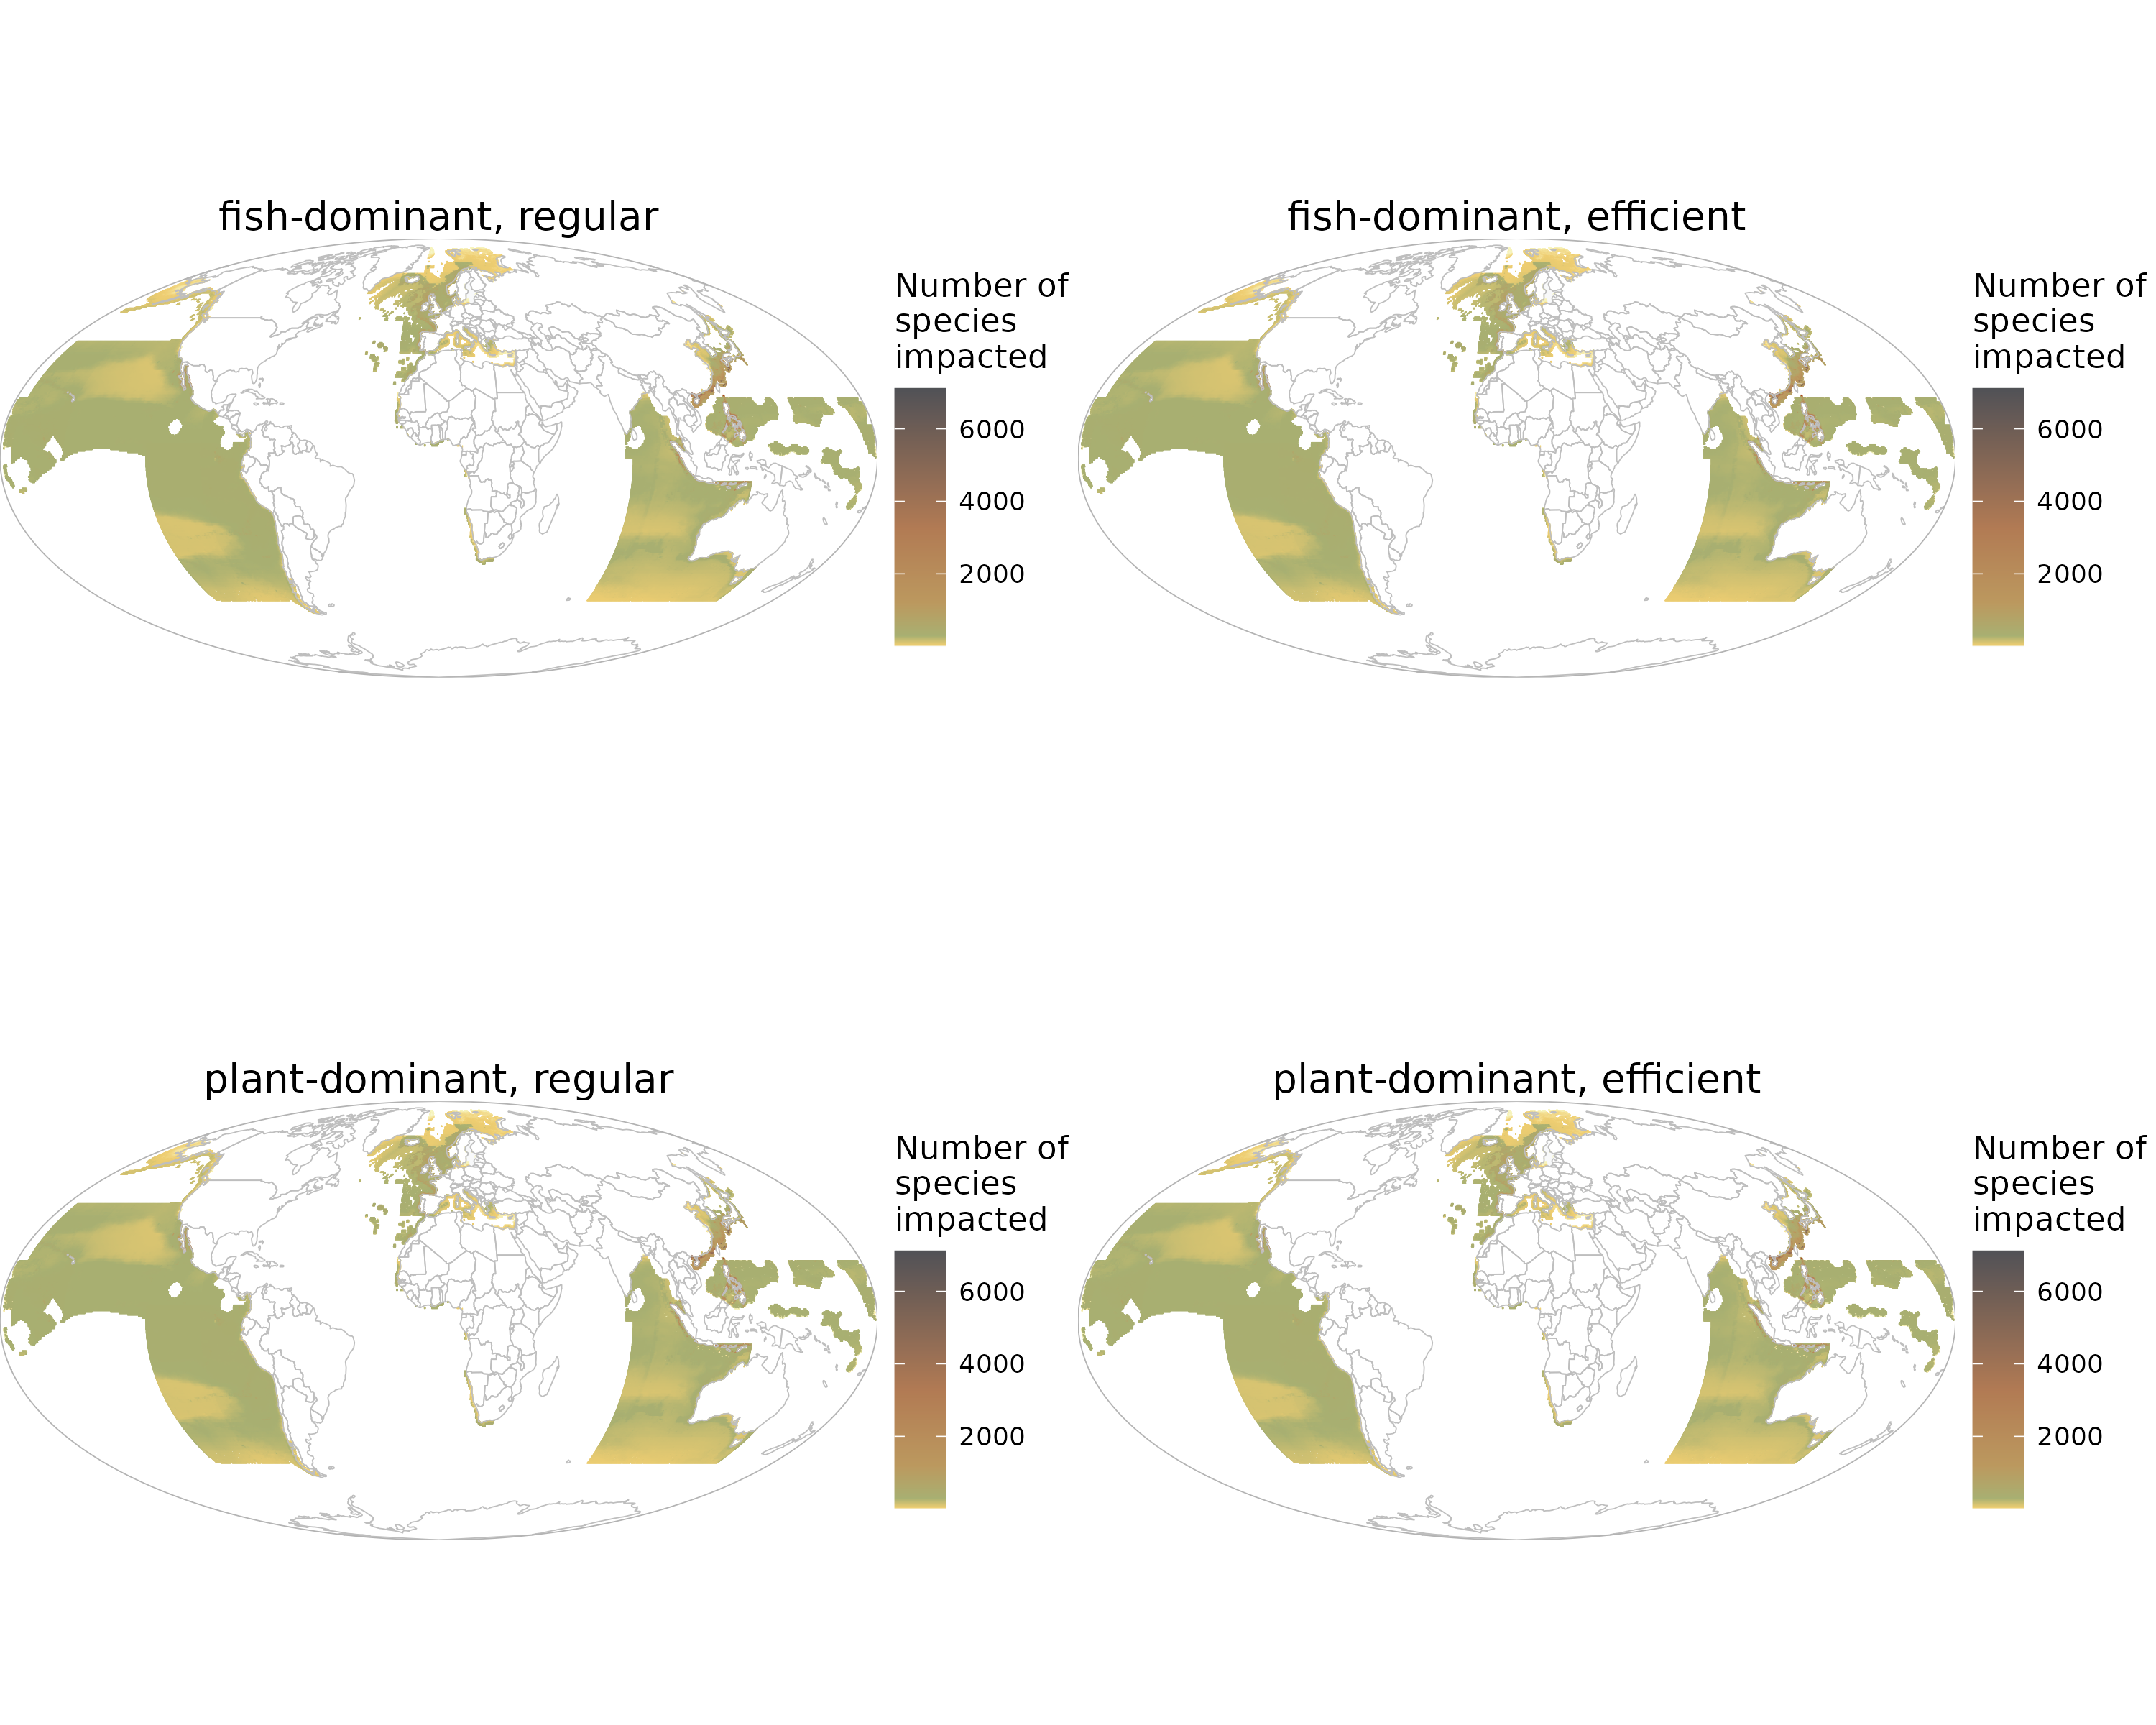 fish-dominant, regular
Number of
species
impacted
6000
4000
2000
fish-dominant, efficient
Number of
species
impacted
6000
4000
2000
plant-dominant, regular
Number of
species
impacted
6000
4000
2000
plant-dominant, efficient
Number of
species
impacted
6000
4000
2000